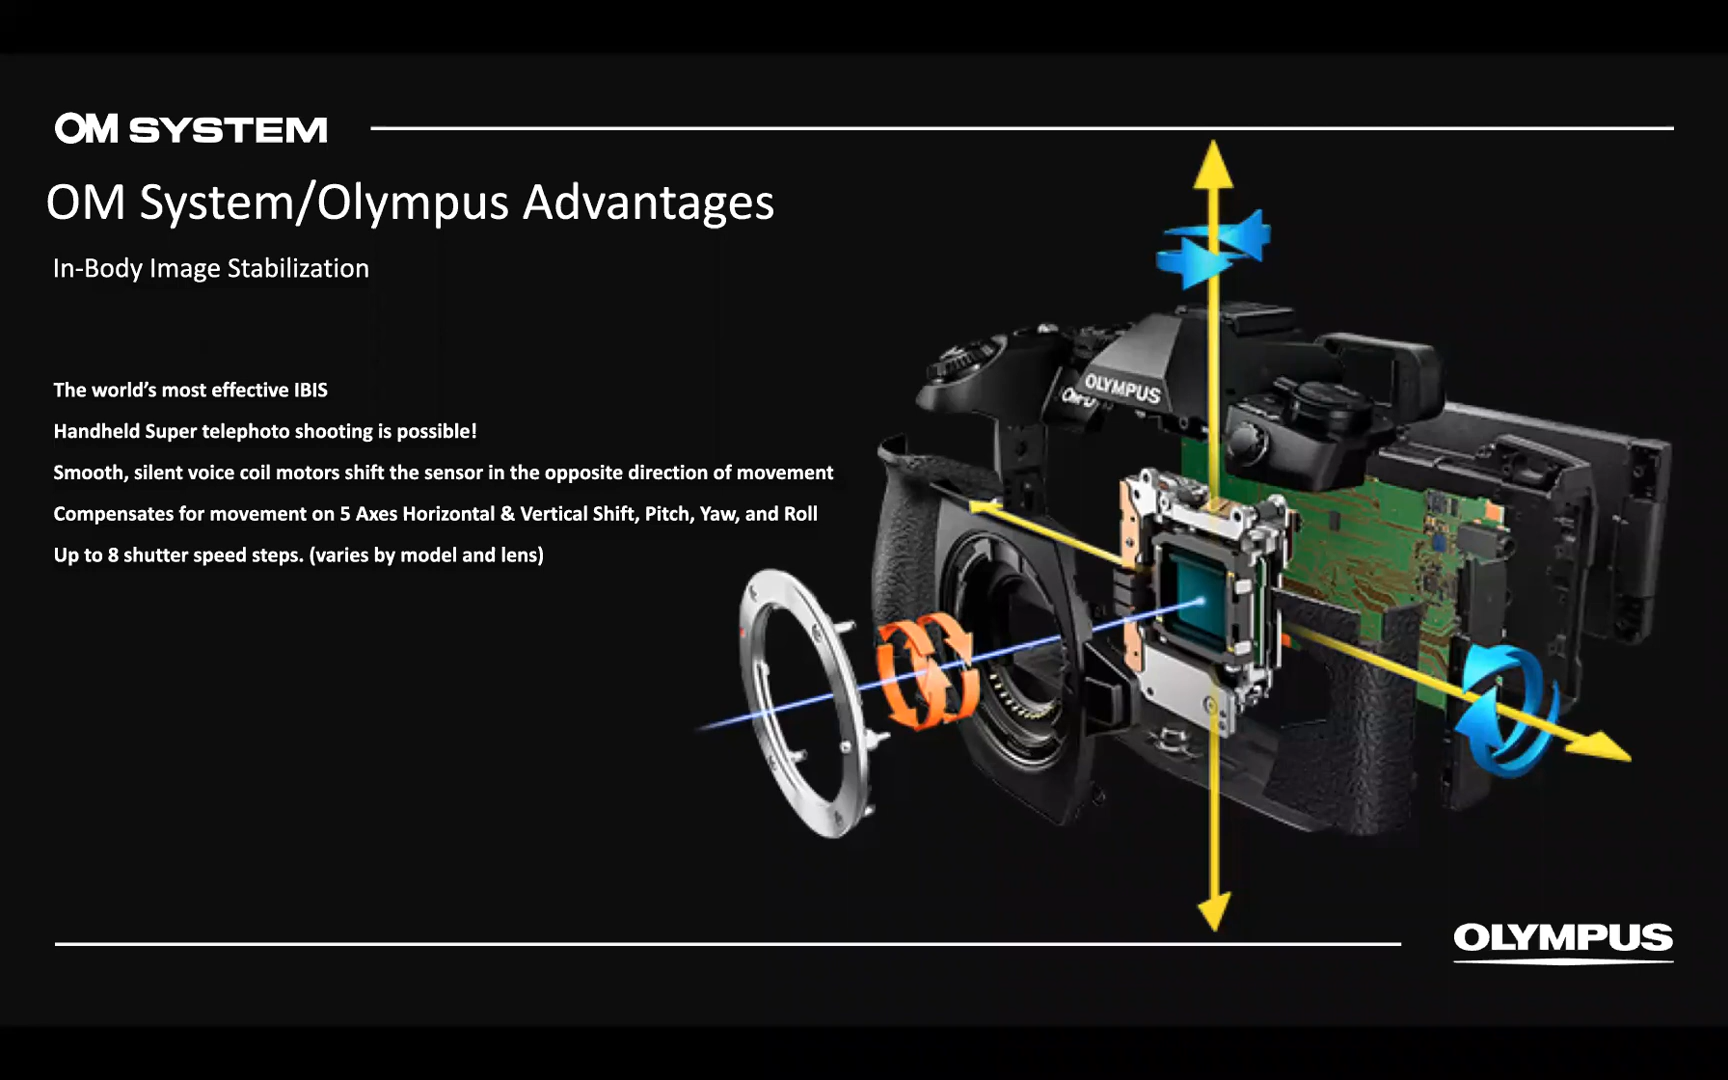 OM SYSTEM
OM System/Olympus Advantages
In-Body Image Stabilization
The world’s most effective IBIS
Handheld Super telephoto shooting is possible!
Smooth, silent voice coil motors shift the sensor in the opposite direction of movement
Compensates for movement on 5 Axes Horizontal & Vertical Shift, Pitch, Yaw, and Roll
Up to 8 shutter speed steps. (varies by model and lens)
OLYMPUS
OM-D
OLYMPUS